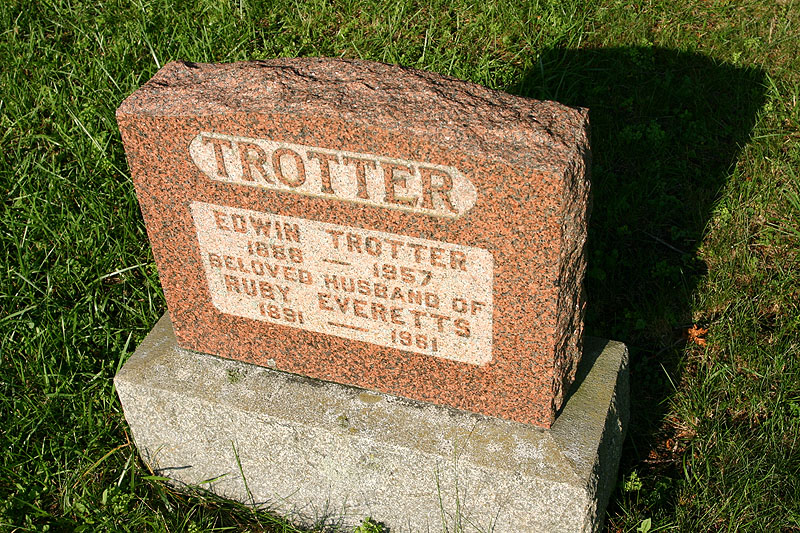 TROTTER
EDWIN TROTTER
1886 — 1957
BELOVED HUSBAND OF
RUBY EVERETTS
1891 — 1981